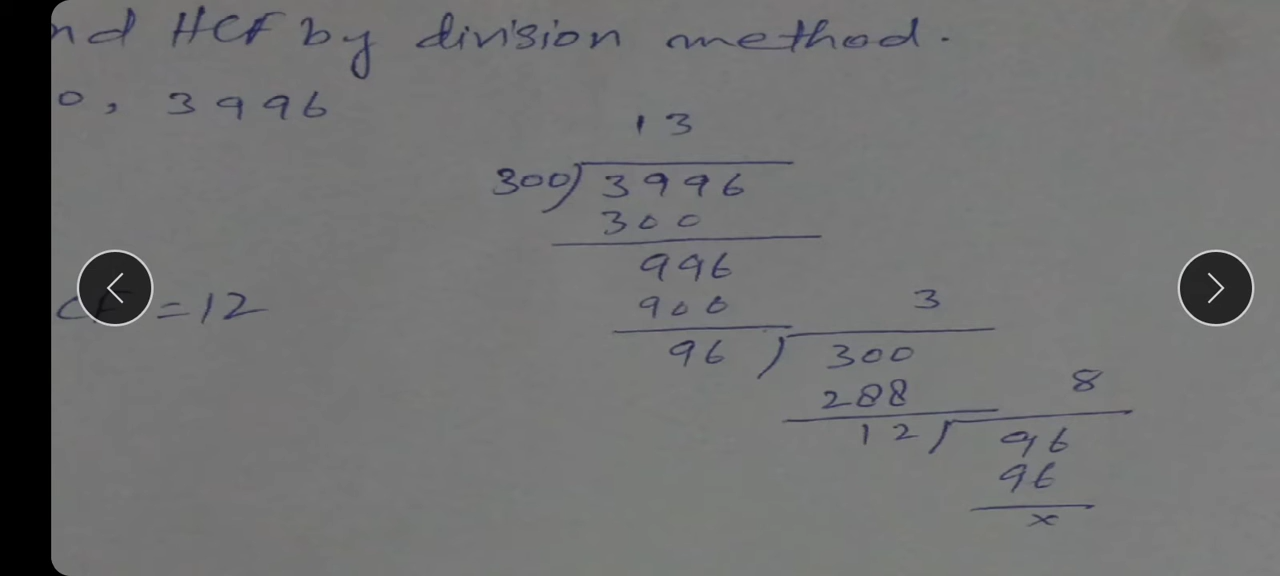 nd HCF by division method.
0, 3996
13
300) 3996
300
996
900
96 ) 300
3
288
12) 96
8
96
x
CF = 12